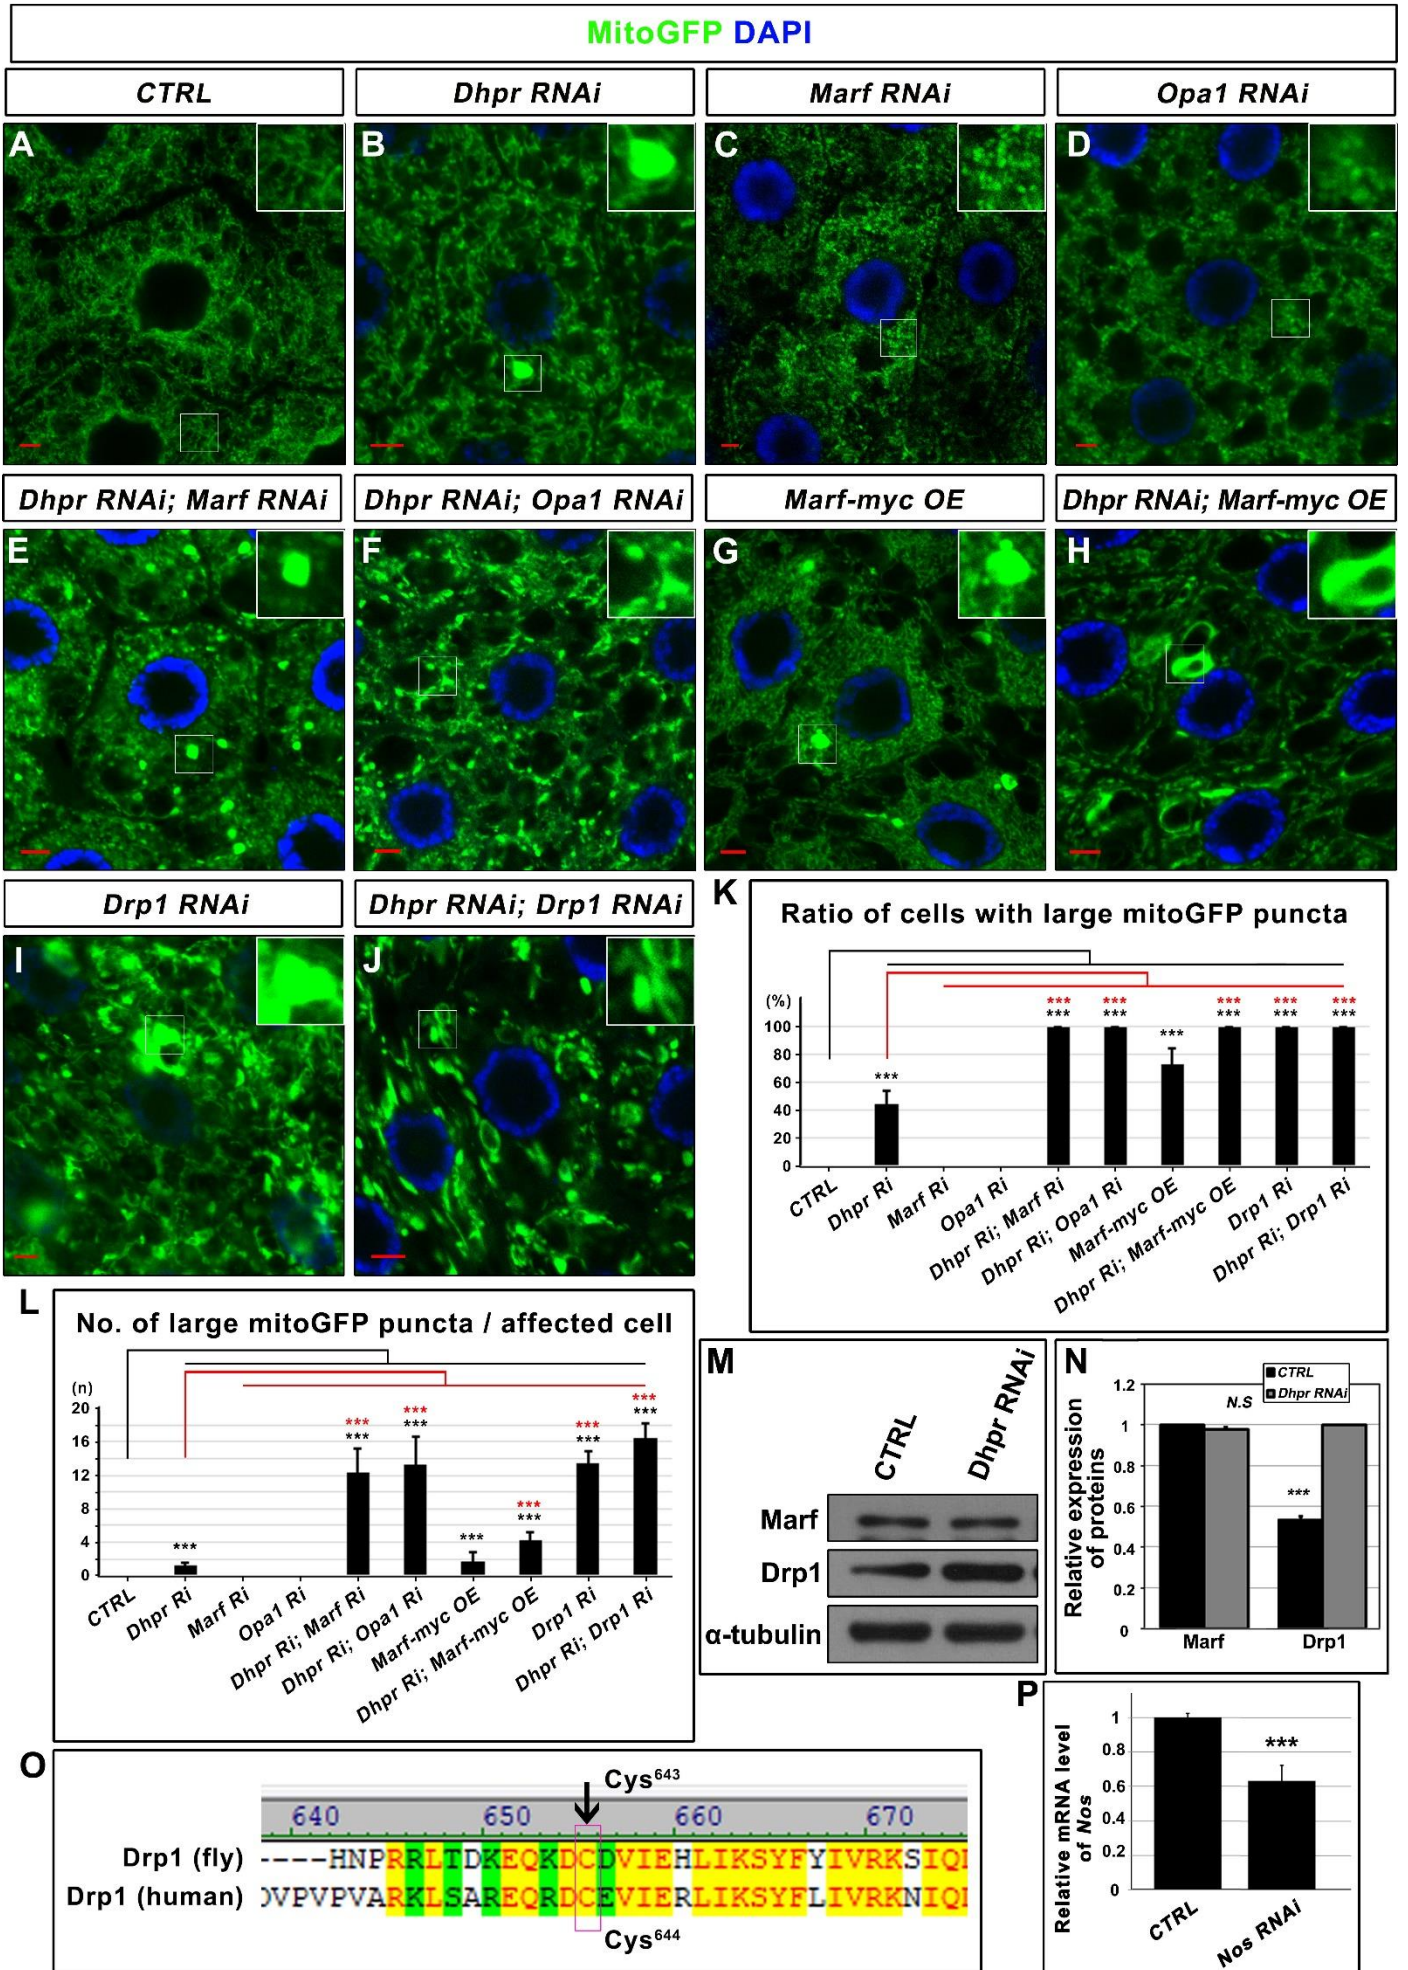 MitoGFP DAPI
CTRL
Dhpr RNAi
Marf RNAi
Opa1 RNAi
A
B
C
D
Dhpr RNAi; Marf RNAi
Dhpr RNAi; Opa1 RNAi
Marf-myc OE
Dhpr RNAi; Marf-myc OE
E
F
G
H
Drp1 RNAi
Dhpr RNAi; Drp1 RNAi
I
J
K
Ratio of cells with large mitoGFP puncta
(%)
100
80
60
40
20
0
***
***
***
***
***
***
***
***
***
***
***
***
CTRL
Dhpr Ri
Marf Ri
Opa1 Ri
Dhpr Ri; Marf Ri
Dhpr Ri; Opa1 Ri
Marf-myc OE
Dhpr Ri; Marf-myc OE
Drp1 Ri
Dhpr Ri; Drp1 Ri
L
No. of large mitoGFP puncta / affected cell
(n)
20
16
12
8
4
0
***
***
***
***
***
***
***
***
***
***
***
***
CTRL
Dhpr Ri
Marf Ri
Opa1 Ri
Dhpr Ri; Marf Ri
Dhpr Ri; Opa1 Ri
Marf-myc OE
Dhpr Ri; Marf-myc OE
Drp1 Ri
Dhpr Ri; Drp1 Ri
M
CTRL
Dhpr RNAi
Marf
Drp1
α-tubulin
N
CTRL
Dhpr RNAi
Relative expression
of proteins
1.2
1
0.8
0.6
0.4
0.2
0
N.S
***
Marf
Drp1
O
Cys643
640 650 660 670
Drp1 (fly) ----HNPRRLTDKEQKDCDVIEHLIKSYFYIVRKSIQ
Drp1 (human) VPVPVARKLSAREQRDCEVIERLIKSYFLIVRKNIQ
Cys644
P
Relative mRNA level
of Nos
1
0.8
0.6
0.4
0.2
0
***
CTRL
Nos RNAi